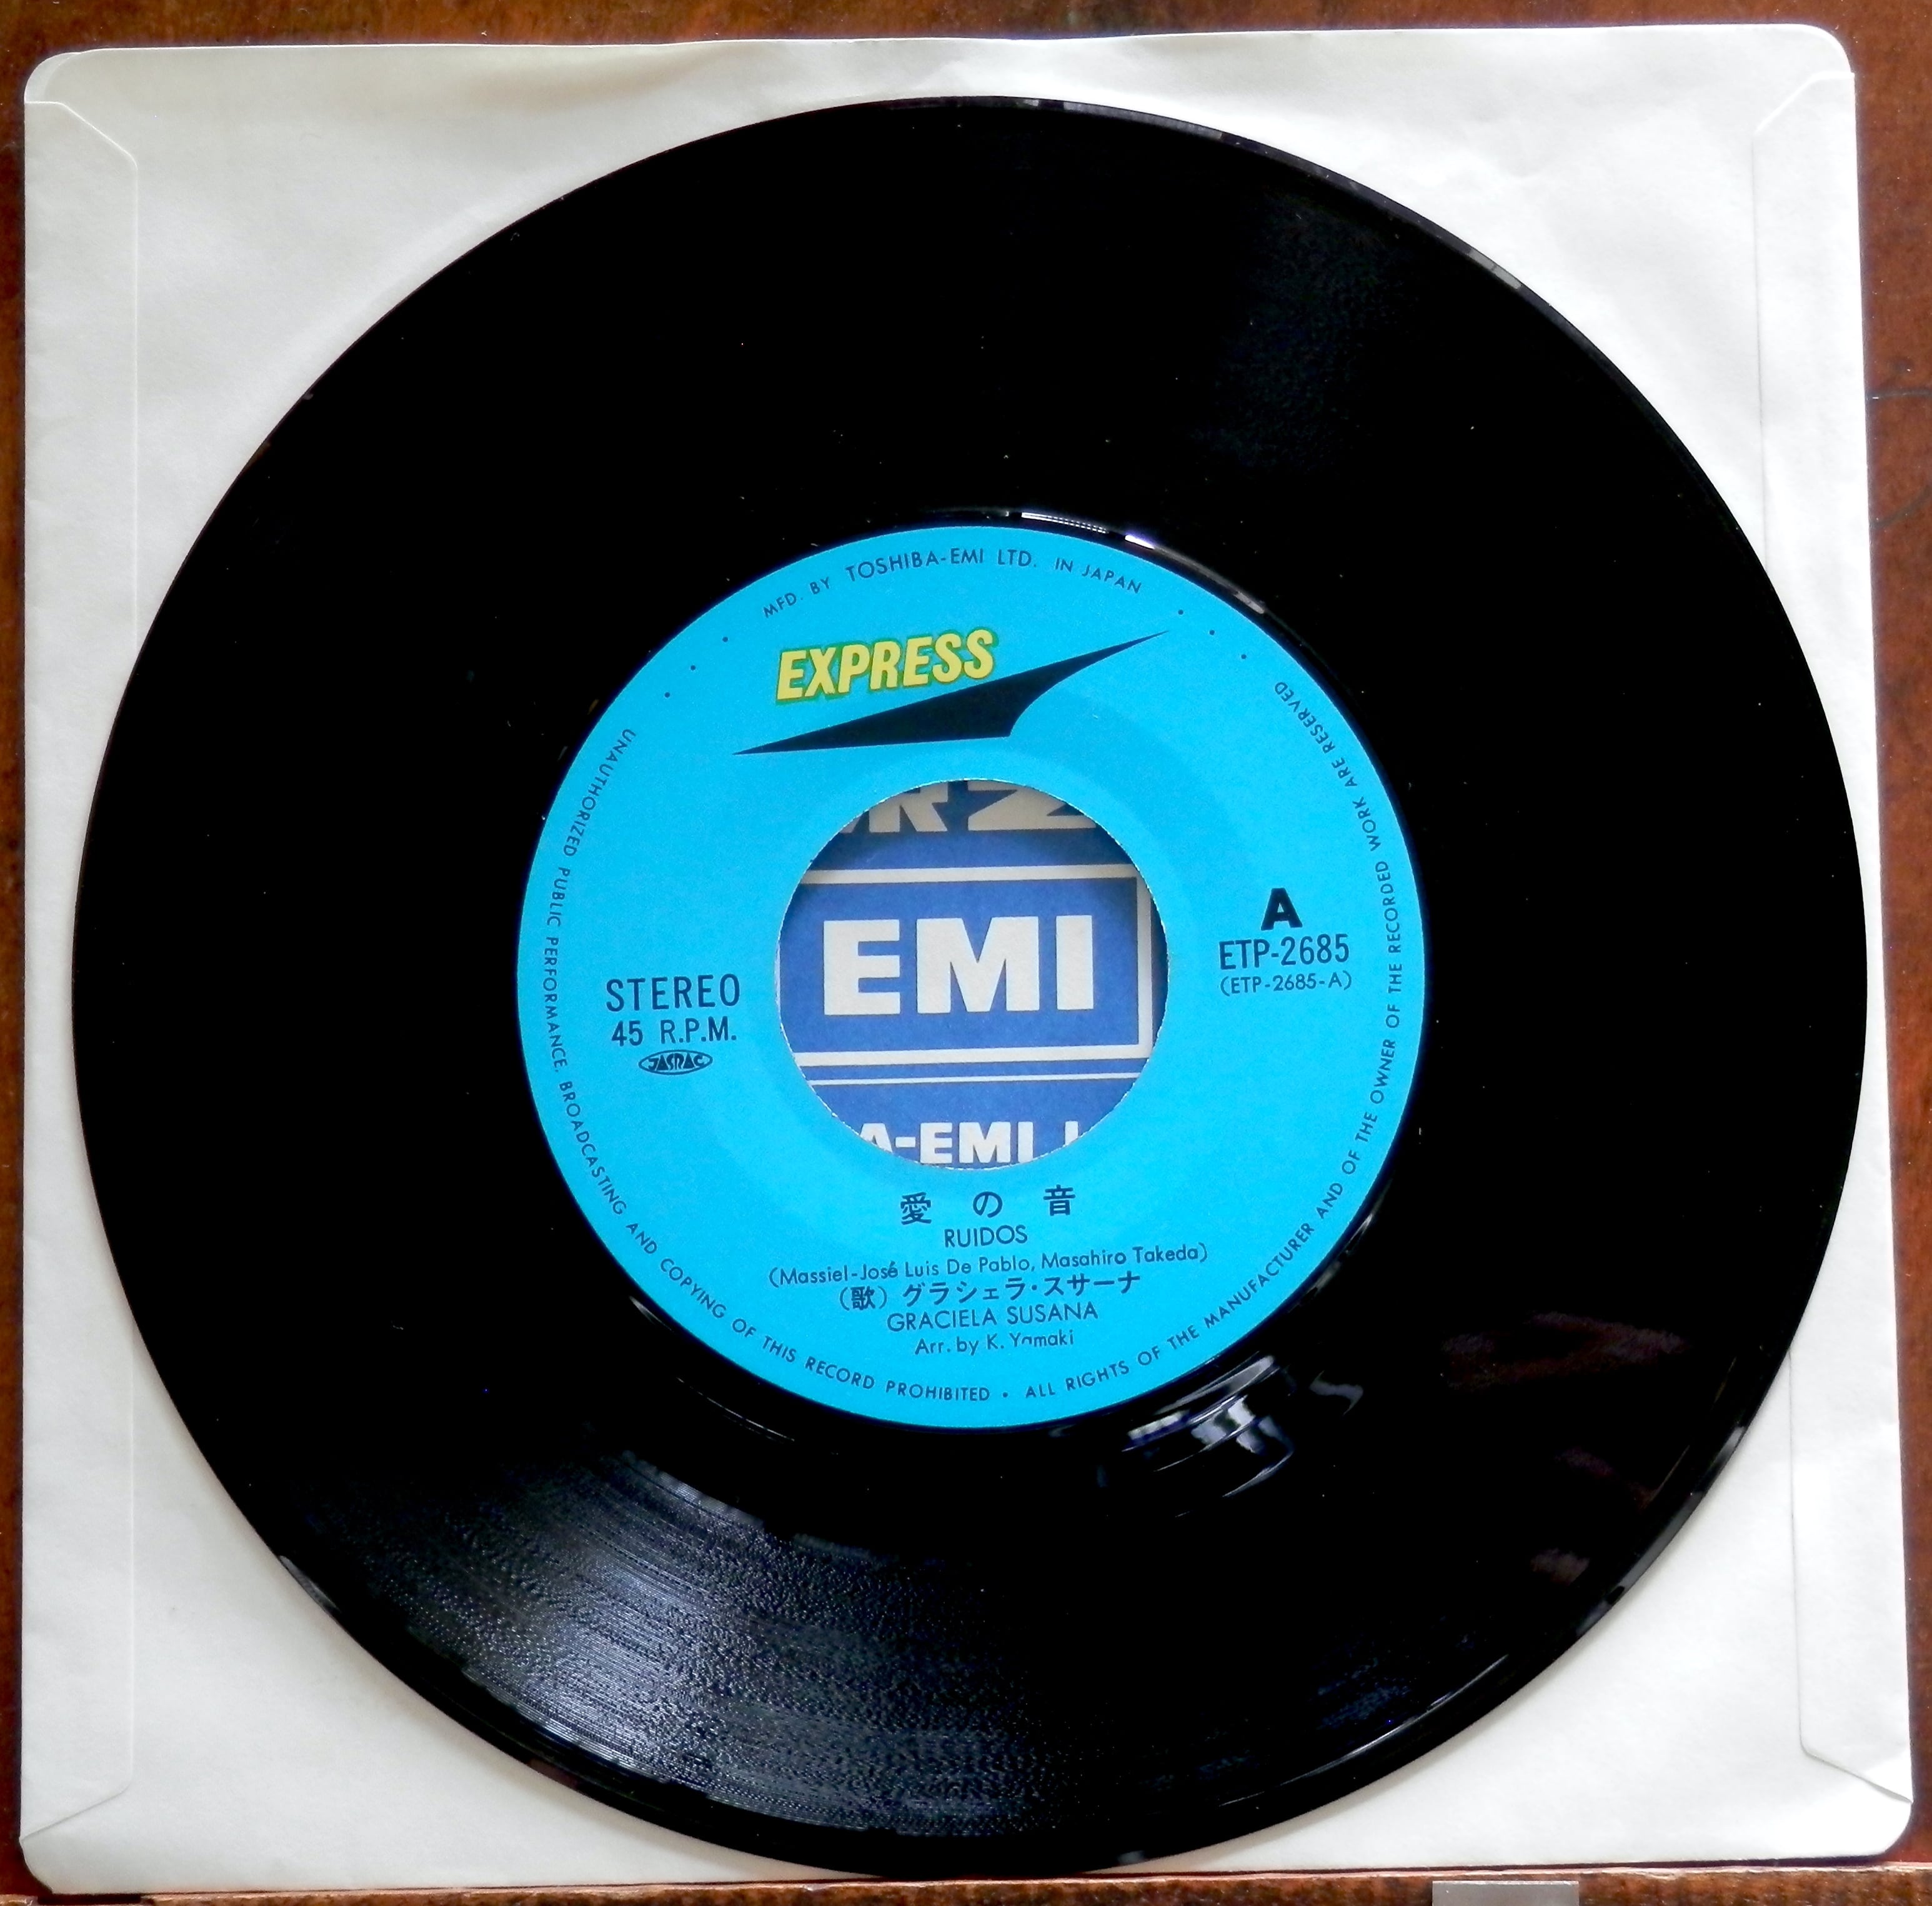 MFD. BY TOSHIBA-EMI LTD. IN JAPAN
EXPRESS
EMI
A-EMI
STEREO
45 R.P.M.
JASRAC
A
ETP-2685
(ETP-2685-A)
愛の音
RUIDOS
(Massiel-José Luis De Pablo, Masahiro Takeda)
(歌) グラシェラ・スサーナ
GRACIELA SUSANA
Arr. by K. Yamaki
UNAUTHORIZED PUBLIC PERFORMANCE, BROADCASTING AND COPYING OF THIS RECORD PROHIBITED • ALL RIGHTS OF THE MANUFACTURER AND OF THE OWNER OF THE RECORDED WORK ARE RESERVED